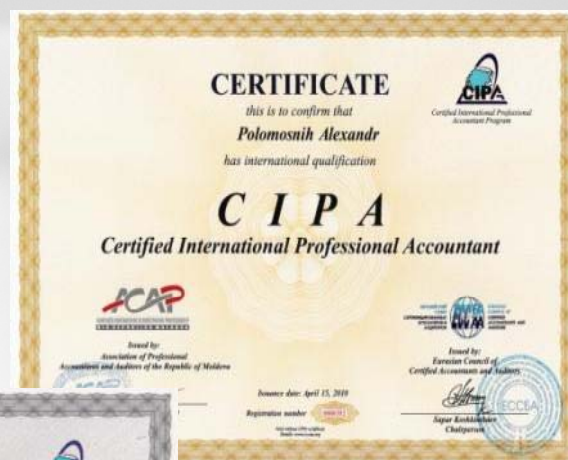 CERTIFICATE
this is to confirm that
Polomosnih Alexandr
has international qualification
CIPA
Certified International Professional
Accountant Program
C I P A
Certified International Professional Accountant
ACAP
Issued by:
Association of Professional
Accountants and Auditors of the Republic of Moldova
Issued by:
Eurasian Council of
Certified Accountants and Auditors
Issuance date: April 15, 2010
Registration number
Chairperson
ECCBA